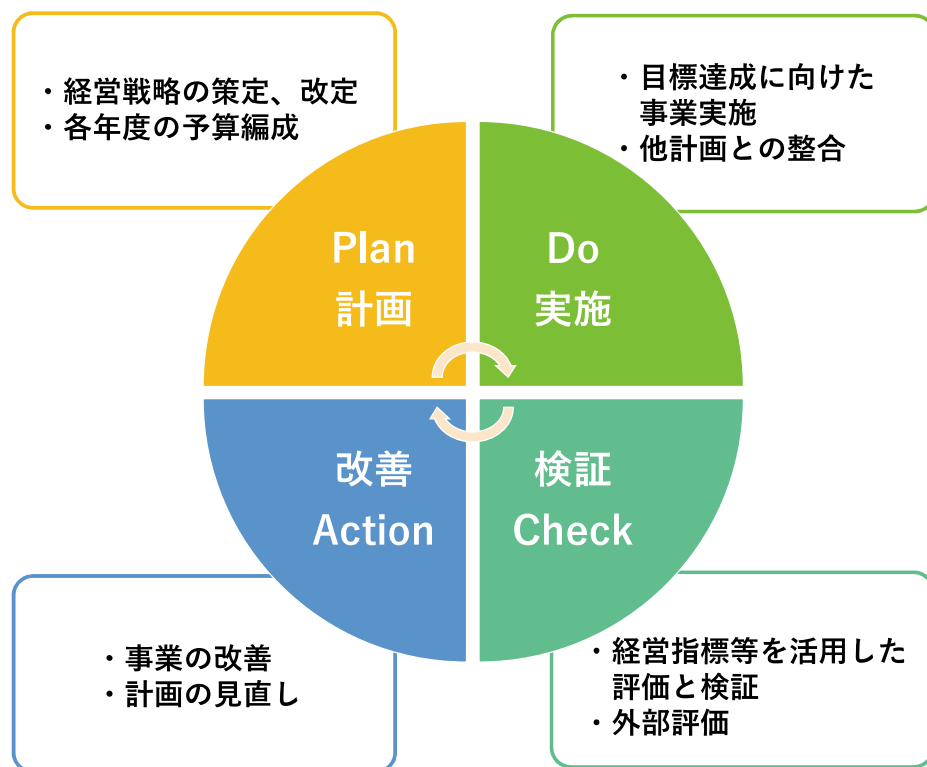 ・経営戦略の策定、改定
・各年度の予算編成
・目標達成に向けた
事業実施
・他計画との整合
Plan
計画
Do
実施
改善
Action
検証
Check
・事業の改善
・計画の見直し
・経営指標等を活用した
評価と検証
・外部評価